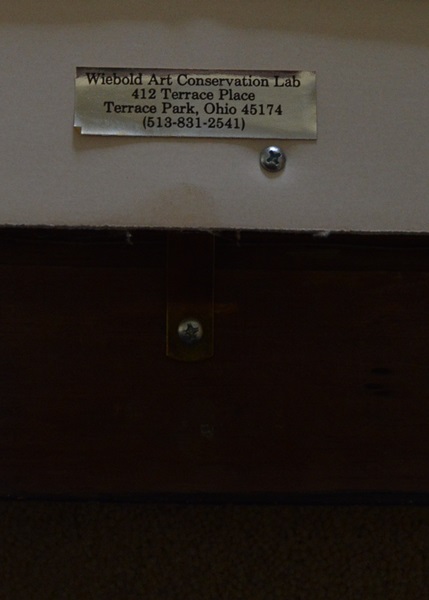 Wiebold Art Conservation Lab
412 Terrace Place
Terrace Park, Ohio 45174
(513-831-2541)